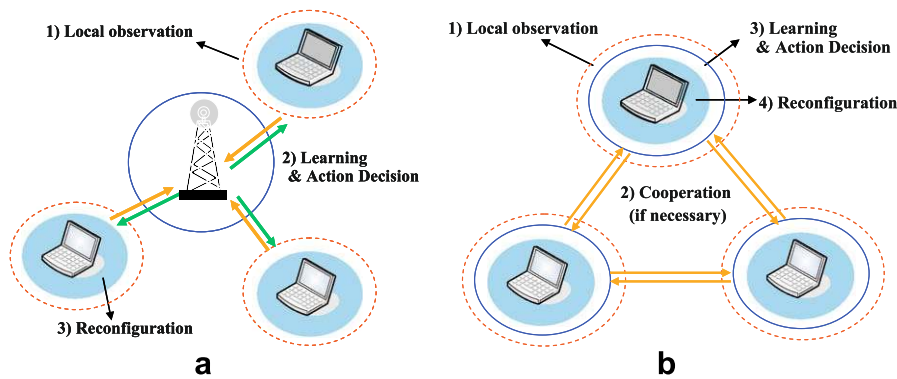 1) Local observation
2) Learning
& Action Decision
3) Reconfiguration
a
1) Local observation
3) Learning
& Action Decision
4) Reconfiguration
2) Cooperation
(if necessary)
b